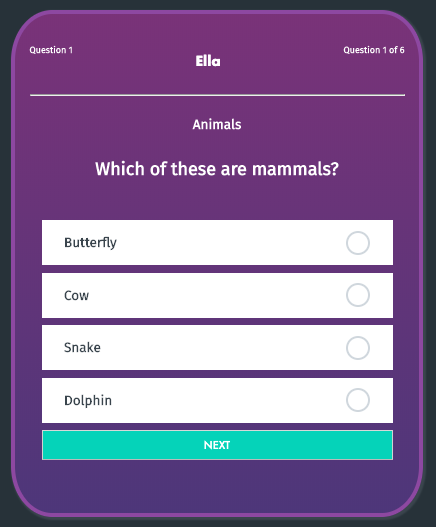 Question 1
Ella
Question 1 of 6
Animals
Which of these are mammals?
Butterfly
Cow
Snake
Dolphin
NEXT